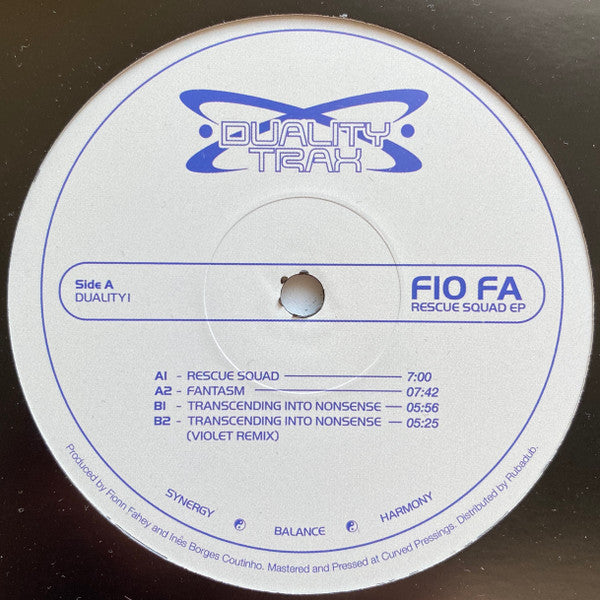 DUALITY
TRAX
Side A
DUALITY1
FIO FA
RESCUE SQUAD EP
A1 - RESCUE SQUAD 7:00
A2 - FANTASM 07:42
B1 - TRANSCENDING INTO NONSENSE 05:56
B2 - TRANSCENDING INTO NONSENSE 05:25
(VIOLET REMIX)
SYNERGY ☯ BALANCE ☯ HARMONY
Produced by Fionn Fahey and Inês Borges Coutinho. Mastered and Pressed at Curved Pressings. Distributed by Rubadub.